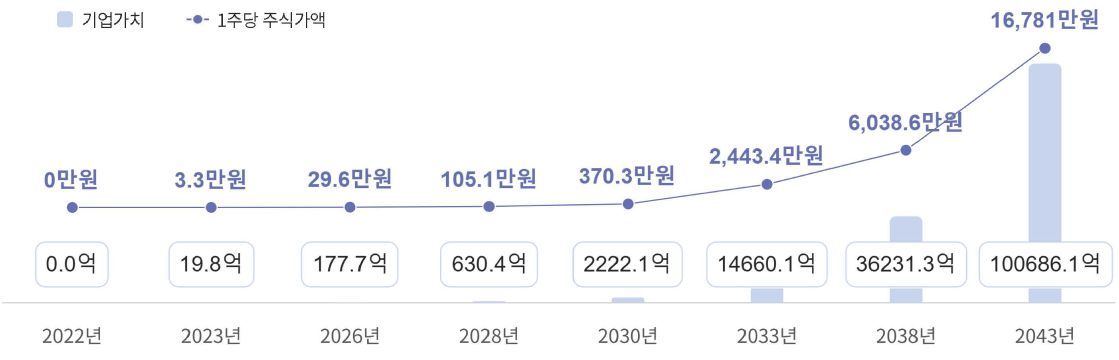 기업가치 1주당 주식가액
16,781만원
6,038.6만원
2,443.4만원
0만원 3.3만원 29.6만원 105.1만원 370.3만원
0.0억 19.8억 177.7억 630.4억 2222.1억 14660.1억 36231.3억 100686.1억
2022년 2023년 2026년 2028년 2030년 2033년 2038년 2043년